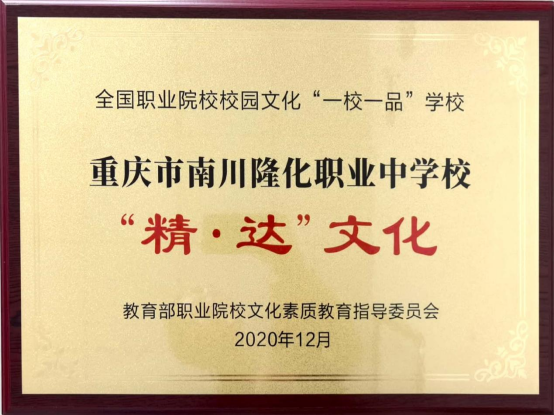 全国职业院校校园文化“一校一品”学校
重庆市南川隆化职业中学校
“精·达”文化
教育部职业院校文化素质教育指导委员会
2020年12月